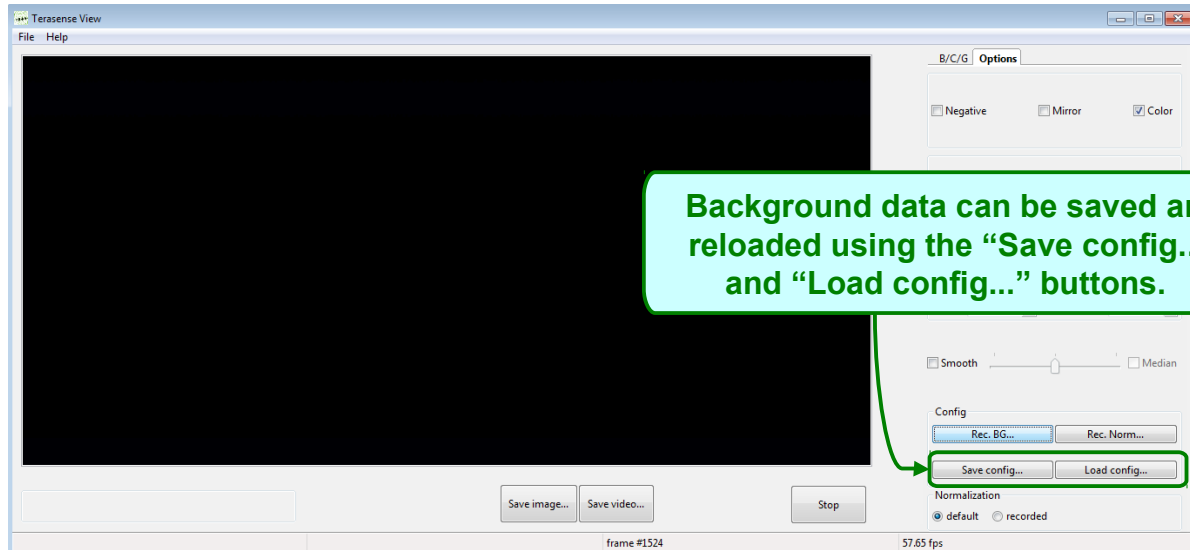 Terasense View
File Help
B/C/G Options
Negative Mirror Color
Background data can be saved
reloaded using the “Save config..
and “Load config...” buttons.
Smooth Median
Config
Rec. BG... Rec. Norm...
Save config... Load config...
Save image... Save video... Stop
Normalization
default recorded
frame #1524 57.65 fps